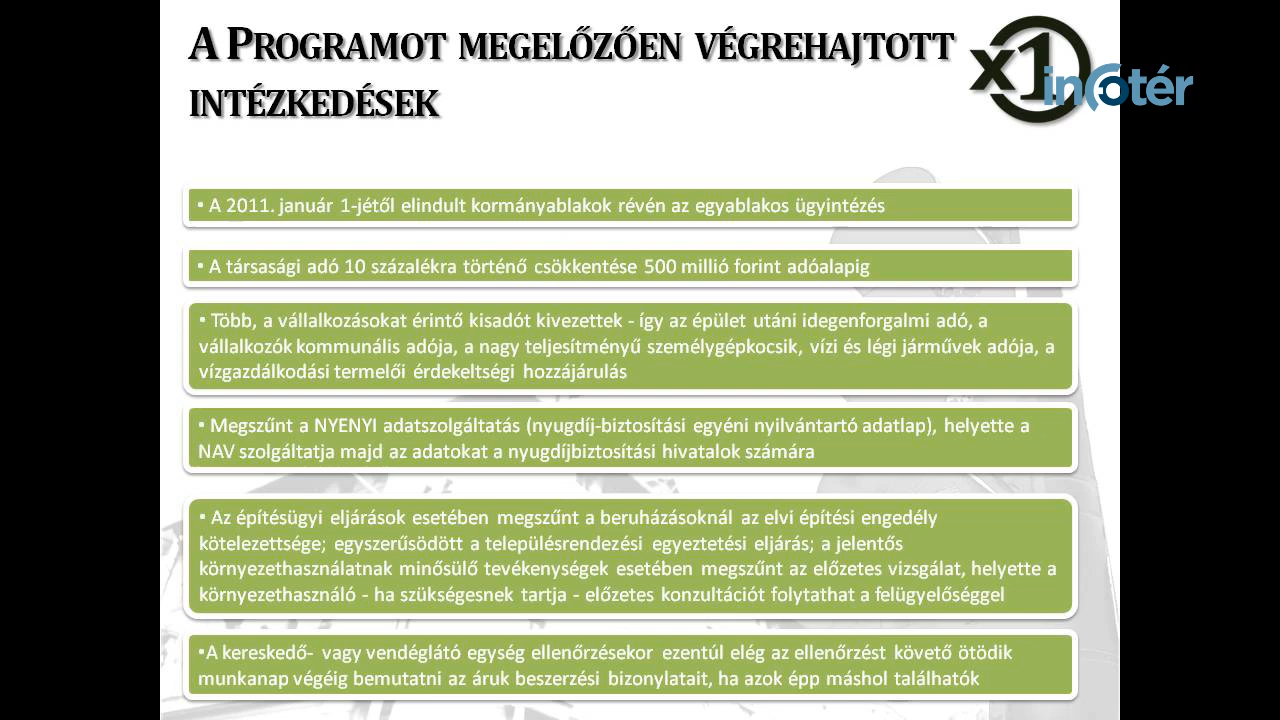 A PROGRAMOT MEGELŐZŐEN VÉGREHAJTOTT
INTÉZKEDÉSEK
x1
infotér
▪ A 2011. január 1-jétől elindult kormányablakok révén az egyablakos ügyintézés
▪ A társasági adó 10 százalékra történő csökkentése 500 millió forint adóalapig
▪ Több, a vállalkozásokat érintő kisadót kivezettek - így az épület utáni idegenforgalmi adó, a
vállalkozók kommunális adója, a nagy teljesítményű személygépkocsik, vízi és légi járművek adója, a
vízgazdálkodási termelői érdekeltségi hozzájárulás
▪ Megszűnt a NYENYI adatszolgáltatás (nyugdíj-biztosítási egyéni nyilvántartó adatlap), helyette a
NAV szolgáltatja majd az adatokat a nyugdíjbiztosítási hivatalok számára
▪ Az építésügyi eljárások esetében megszűnt a beruházásoknál az elvi építési engedély
kötelezettsége; egyszerűsödött a településrendezési egyeztetési eljárás; a jelentős
környezethasználatnak minősülő tevékenységek esetében megszűnt az előzetes vizsgálat, helyette a
környezethasználó - ha szükségesnek tartja - előzetes konzultációt folytathat a felügyelőséggel
▪A kereskedő- vagy vendéglátó egység ellenőrzésekor ezentúl elég az ellenőrzést követő ötödik
munkanap végéig bemutatni az áruk beszerzési bizonylatait, ha azok épp máshol találhatók